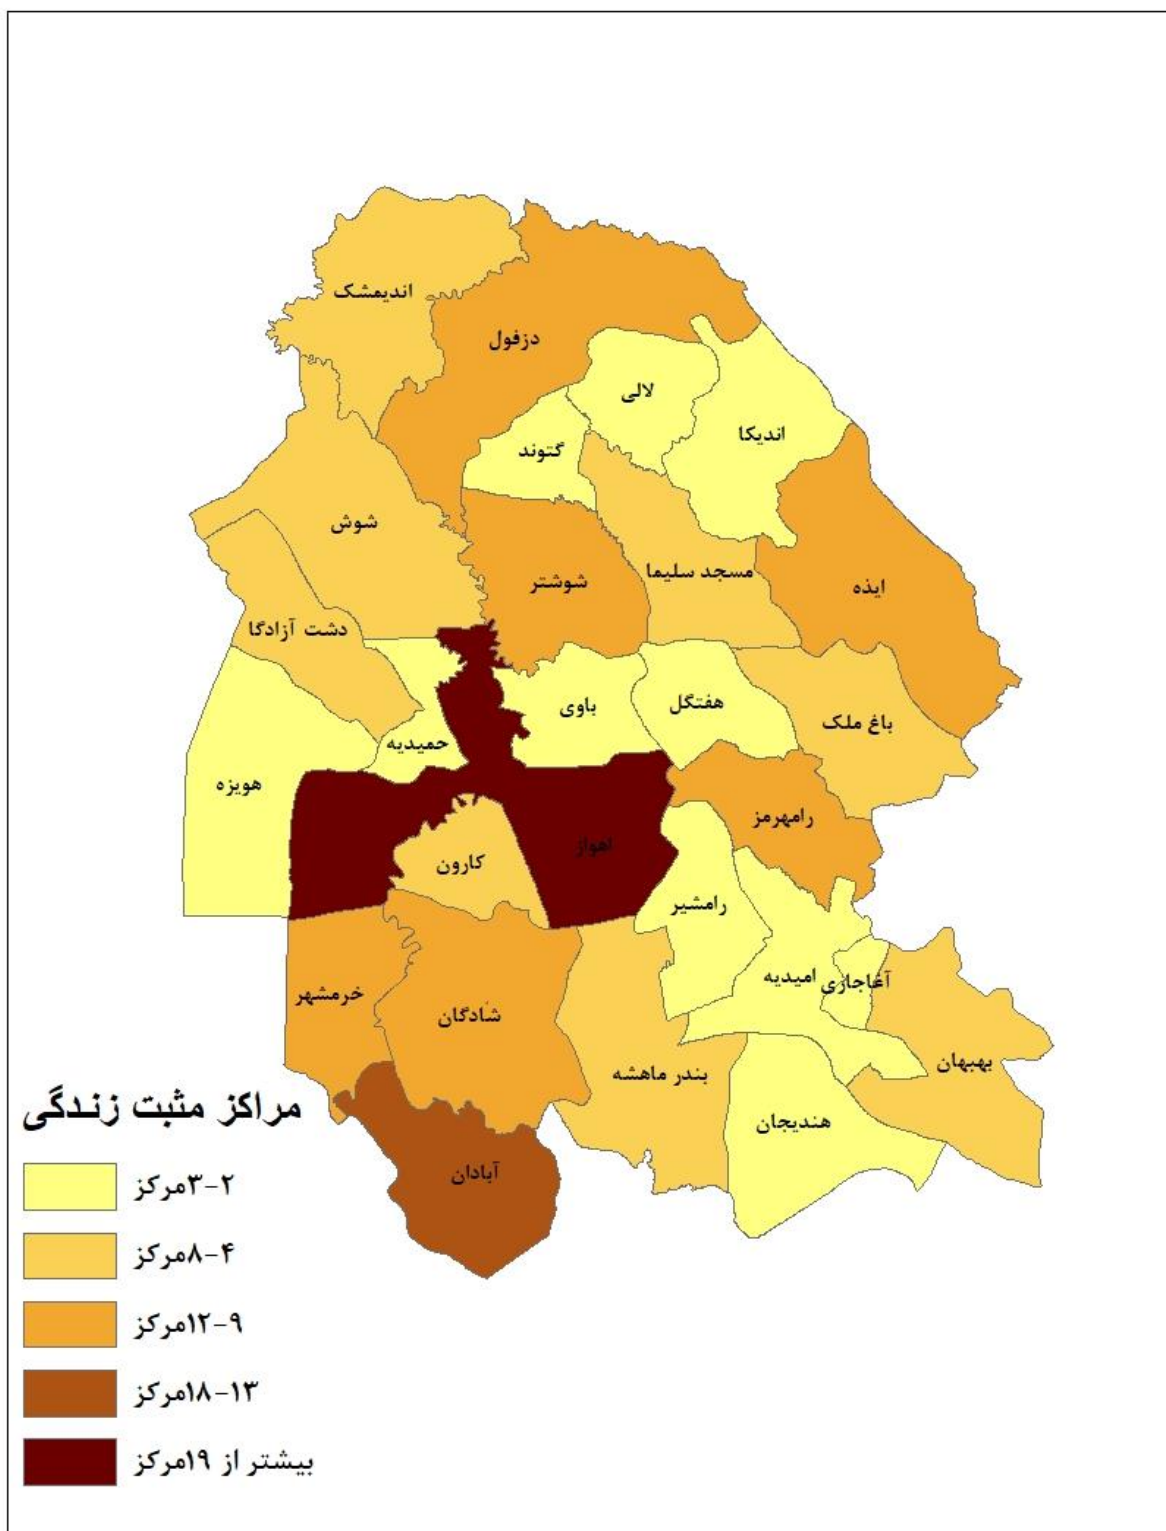 اندیمشک
دزفول
لالی
اندیکا
گتوند
شوش
شوشتر
مسجد سلیما
ایذه
دشت آزادگا
باوی
هفتگل
باغ ملک
حمیدیه
هویزه
رامهرمز
اهواز
کارون
رامشیر
امیدیه
آغاجاری
خرمشهر
شادگان
بهبهان
بندر ماهشه
هندیجان
آبادان
مراکز مثبت زندگی
۲-۳مرکز
۴-۸مرکز
۹-۱۲مرکز
۱۳-۱۸مرکز
بیشتر از ۱۹مرکز